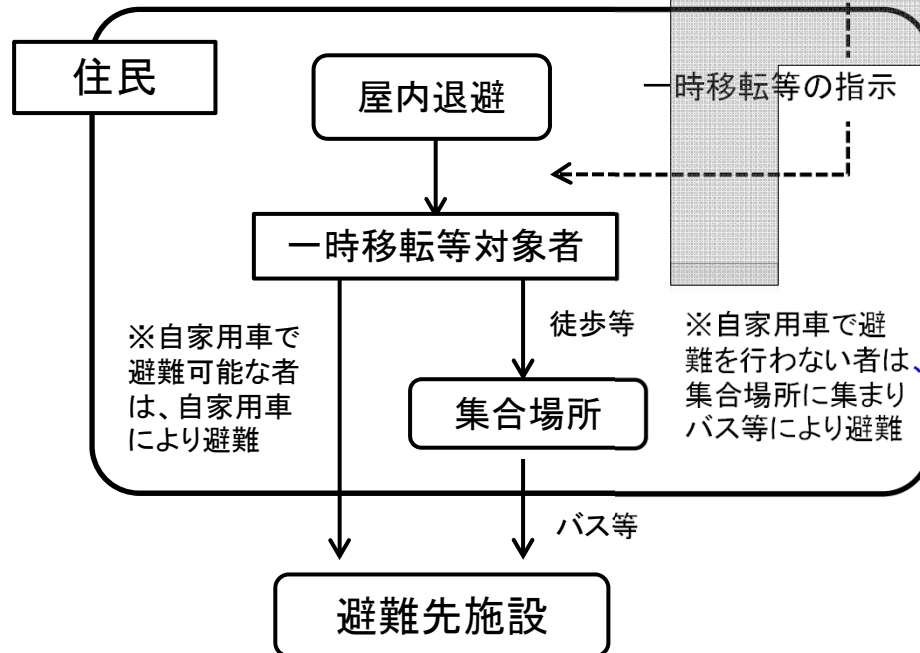 住民
屋内退避
一時移転等の指示
一時移転等対象者
※自家用車で
避難可能な者
は、自家用車
により避難
徒歩等
※自家用車で避
難を行わない者は、
集合場所に集まり
バス等により避難
集合場所
バス等
避難先施設